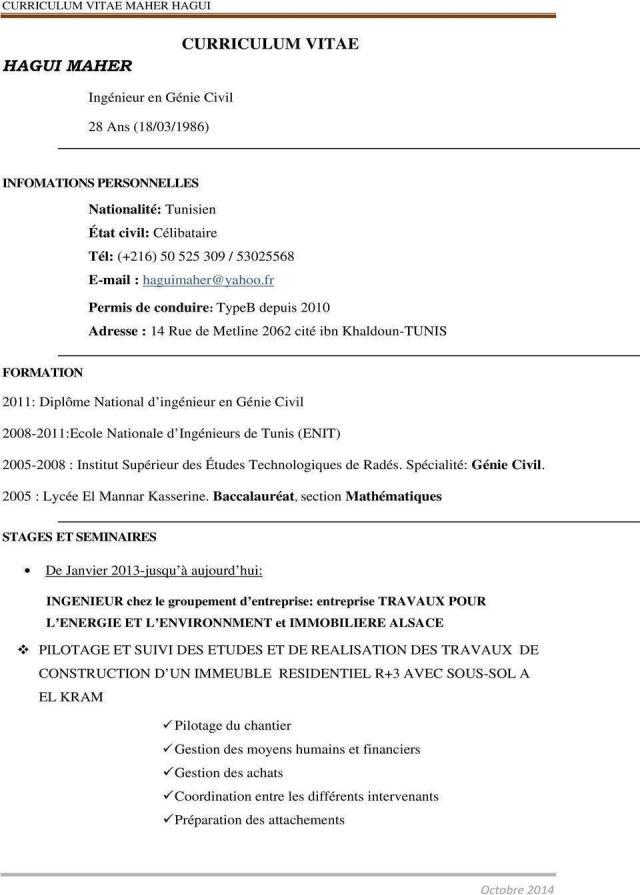 CURRICULUM VITAE MAHER HAGUI
CURRICULUM VITAE
HAGUI MAHER
Ingénieur en Génie Civil
28 Ans (18/03/1986)
INFOMATIONS PERSONNELLES
Nationalité: Tunisien
État civil: Célibataire
Tél: (+216) 50 525 309 / 53025568
E-mail : haguimaher@yahoo.fr
Permis de conduire: TypeB depuis 2010
Adresse : 14 Rue de Metline 2062 cité ibn Khaldoun-TUNIS
FORMATION
2011: Diplôme National d’ingénieur en Génie Civil
2008-2011:Ecole Nationale d’Ingénieurs de Tunis (ENIT)
2005-2008 : Institut Supérieur des Études Technologiques de Radés. Spécialité: Génie Civil.
2005 : Lycée El Mannar Kasserine. Baccalauréat, section Mathématiques
STAGES ET SEMINAIRES
• De Janvier 2013-jusqu’à aujourd’hui:
INGENIEUR chez le groupement d’entreprise: entreprise TRAVAUX POUR
L’ENERGIE ET L’ENVIRONNMENT et IMMOBILIERE ALSACE
❖ PILOTAGE ET SUIVI DES ETUDES ET DE REALISATION DES TRAVAUX DE
CONSTRUCTION D’UN IMMEUBLE RESIDENTIEL R+3 AVEC SOUS-SOL A
EL KRAM
✓Pilotage du chantier
✓Gestion des moyens humains et financiers
✓Gestion des achats
✓Coordination entre les différents intervenants
✓Préparation des attachements
Octobre 2014